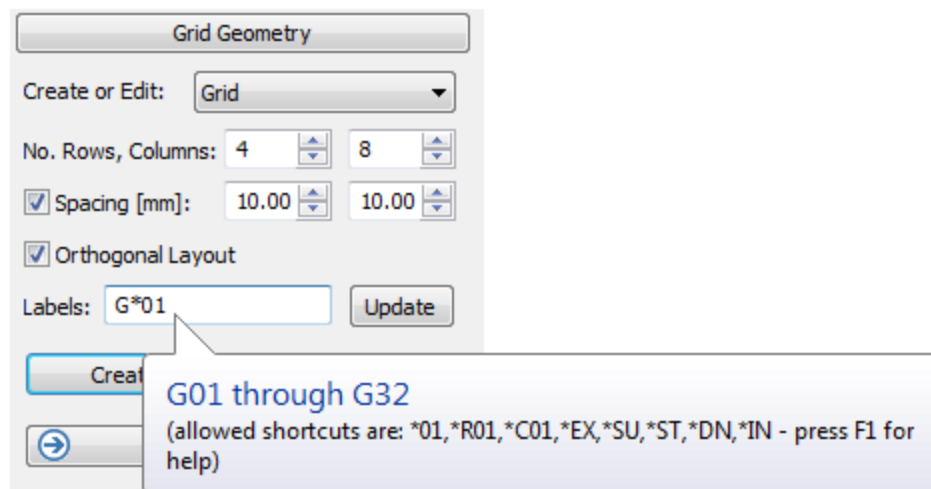 Grid Geometry
Create or Edit: Grid
No. Rows, Columns: 4 8
Spacing [mm]: 10.00 10.00
Orthogonal Layout
Labels: G*01 Update
Creat
G01 through G32
(allowed shortcuts are: *01,*R01,*C01,*EX,*SU,*ST,*DN,*IN - press F1 for
help)